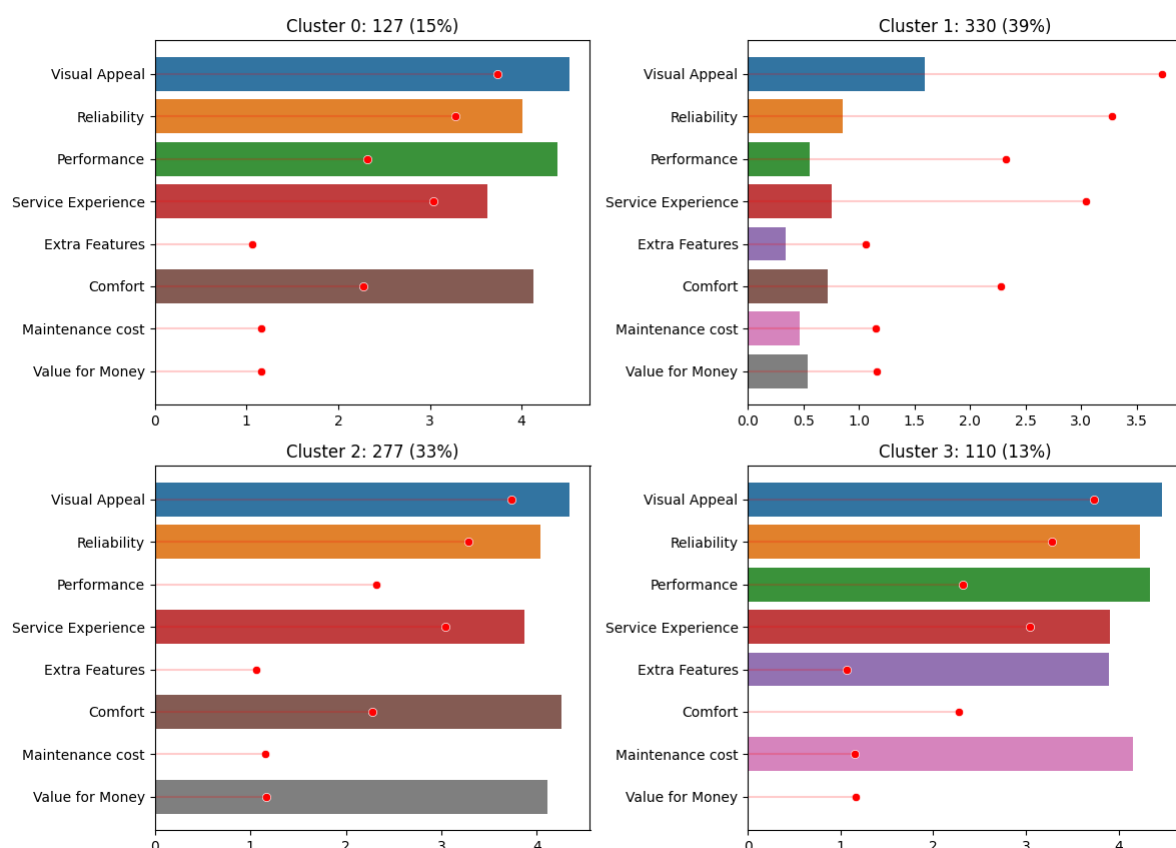 Cluster 0: 127 (15%)
Visual Appeal
Reliability
Performance
Service Experience
Extra Features
Comfort
Maintenance cost
Value for Money
0 1 2 3 4
Cluster 1: 330 (39%)
Visual Appeal
Reliability
Performance
Service Experience
Extra Features
Comfort
Maintenance cost
Value for Money
0.0 0.5 1.0 1.5 2.0 2.5 3.0 3.5
Cluster 2: 277 (33%)
Visual Appeal
Reliability
Performance
Service Experience
Extra Features
Comfort
Maintenance cost
Value for Money
0 1 2 3 4
Cluster 3: 110 (13%)
Visual Appeal
Reliability
Performance
Service Experience
Extra Features
Comfort
Maintenance cost
Value for Money
0 1 2 3 4